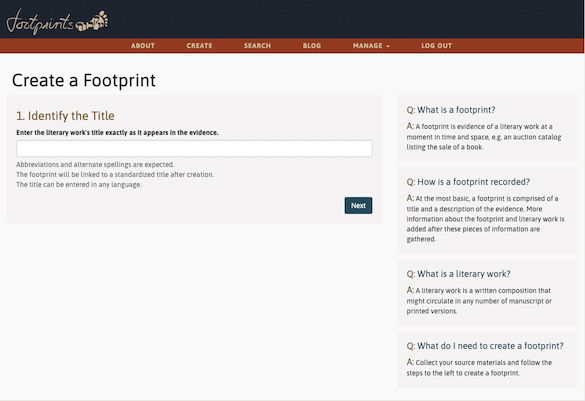 footprints
ABOUT CREATE SEARCH BLOG MANAGE LOG OUT
Create a Footprint
1. Identify the Title
Enter the literary work's title exactly as it appears in the evidence.
Abbreviations and alternate spellings are expected.
The footprint will be linked to a standardized title after creation.
The title can be entered in any language.
Next
Q: What is a footprint?
A: A footprint is evidence of a literary work at a
moment in time and space, e.g. an auction catalog
listing the sale of a book.
Q: How is a footprint recorded?
A: At the most basic, a footprint is comprised of a
title and a description of the evidence. More
information about the footprint and literary work is
added after these pieces of information are
gathered.
Q: What is a literary work?
A: A literary work is a written composition that
might circulate in any number of manuscript or
printed versions.
Q: What do I need to create a footprint?
A: Collect your source materials and follow the
steps to the left to create a footprint.